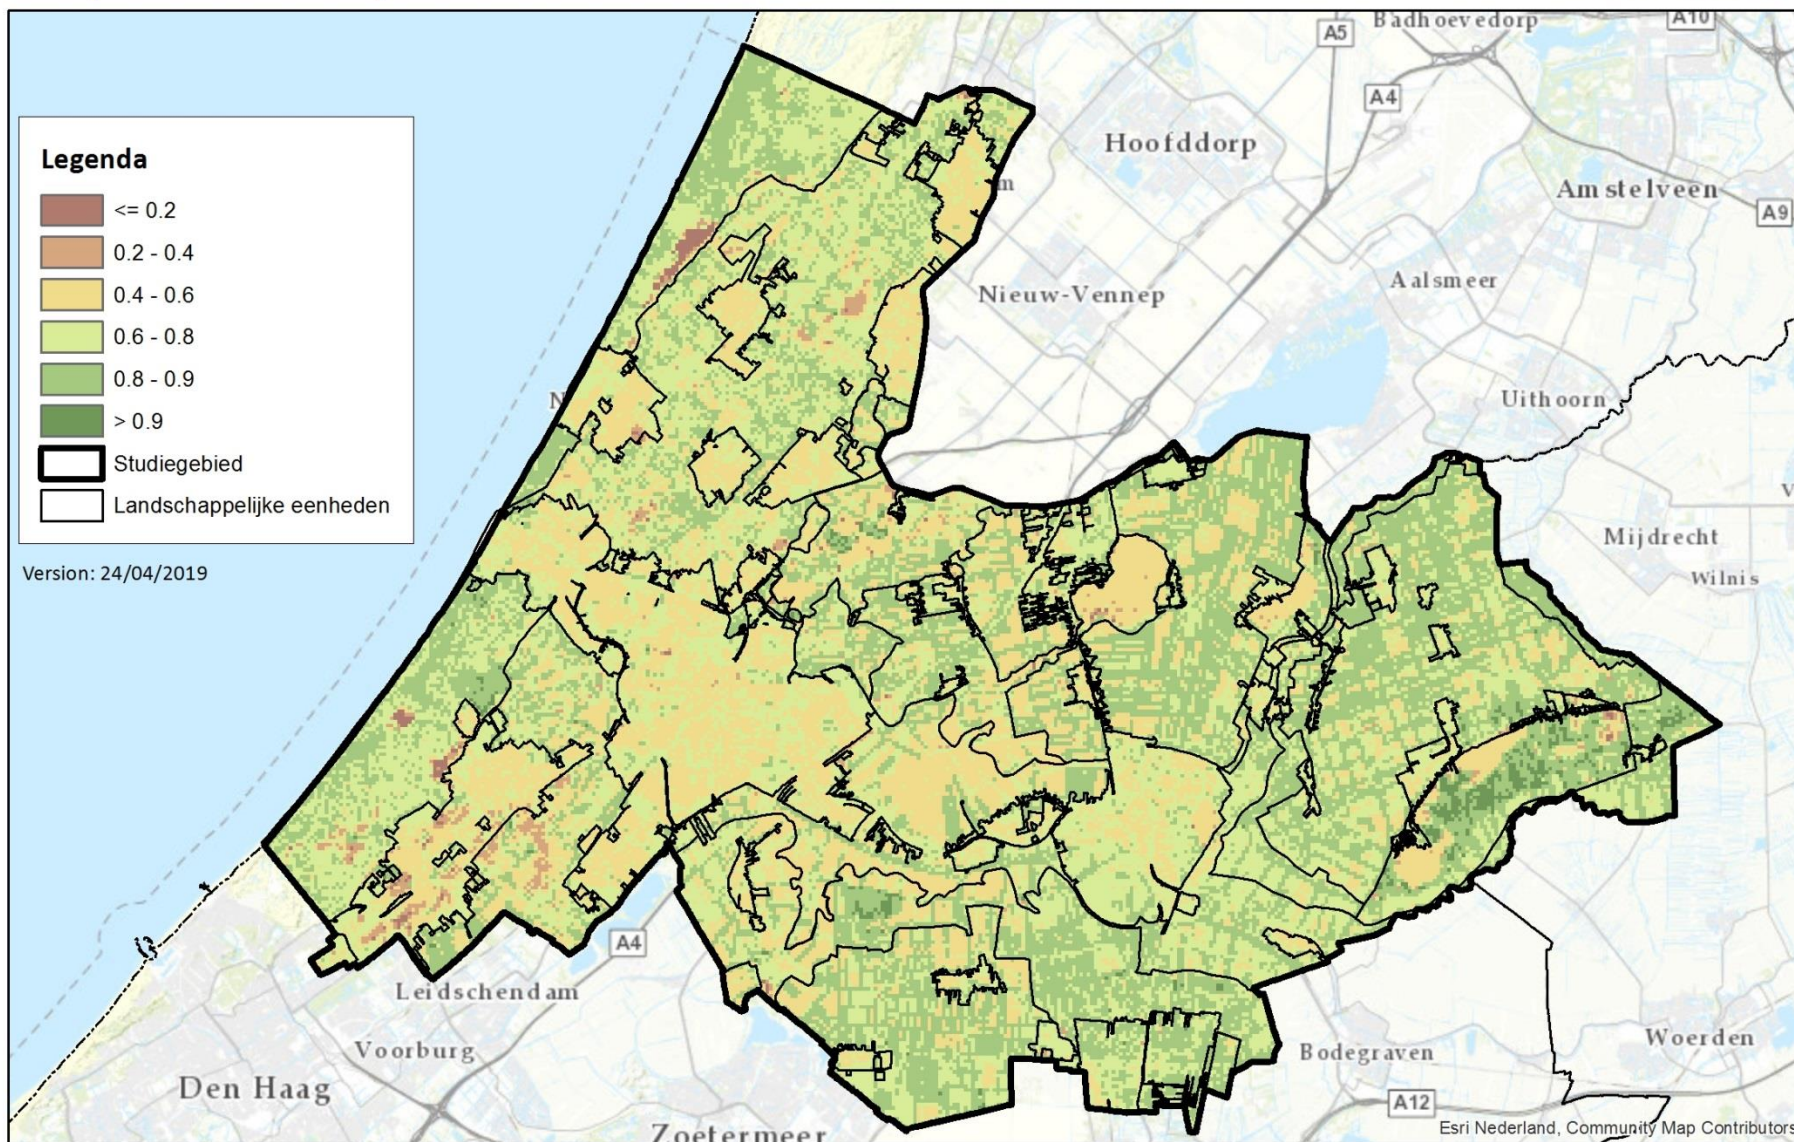 Badhoevedorp
A10
A5
A4
Hoofddorp
Amstelveen
A9
Legenda
<= 0.2
0.2 - 0.4
0.4 - 0.6
0.6 - 0.8
0.8 - 0.9
> 0.9
Studiegebied
Landschappelijke eenheden
Version: 24/04/2019
m
Aalsmeer
Nieuw-Vennep
N
Uithoorn
V
Mijdrecht
Wilnis
A4
Leidschendam
Voorburg
Den Haag
Zoetermeer
Bodegraven
Woerden
A12
Esri Nederland, Community Map Contributors